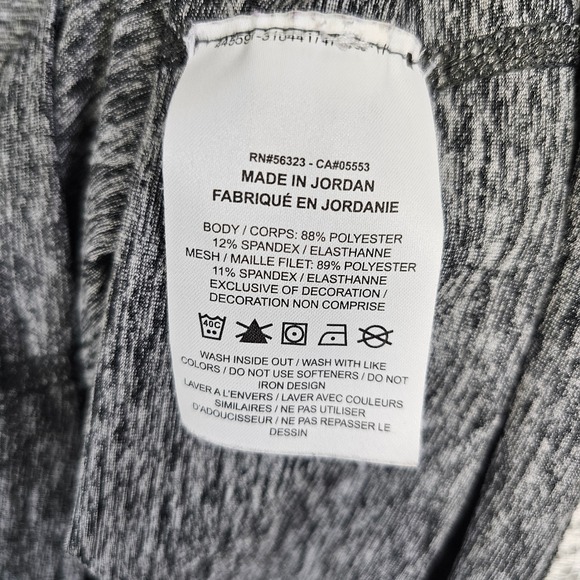 RN#56323 - CA#05553
MADE IN JORDAN
FABRIQUÉ EN JORDANIE
BODY / CORPS: 88% POLYESTER
12% SPANDEX / ELASTHANNE
MESH / MAILLE FILET: 89% POLYESTER
11% SPANDEX / ELASTHANNE
EXCLUSIVE OF DECORATION /
DECORATION NON COMPRISE
40C
WASH INSIDE OUT / WASH WITH LIKE
COLORS / DO NOT USE SOFTENERS / DO NOT
IRON DESIGN
LAVER A L'ENVERS / LAVER AVEC COULEURS
SIMILAIRES / NE PAS UTILISER
D'ADOUCISSEUR / NE PAS REPASSER LE
DESSIN